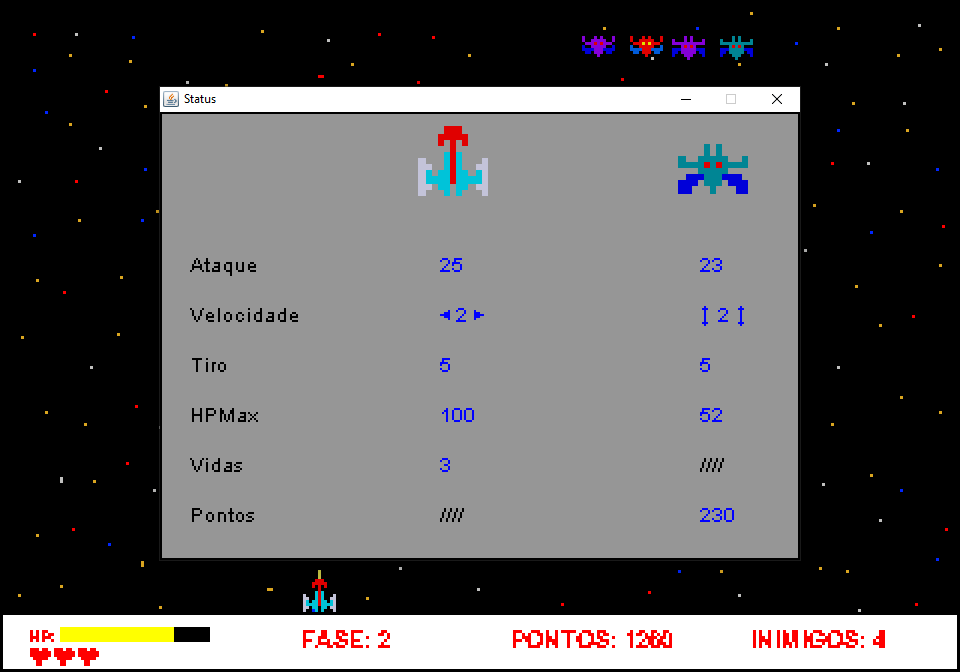 Status
Ataque 25 23
Velocidade ◄2► ↕ 2 ↕
Tiro 5 5
HPMax 100 52
Vidas 3 ////
Pontos //// 230
HP: FASE: 2 PONTOS: 1260 INIMIGOS: 4